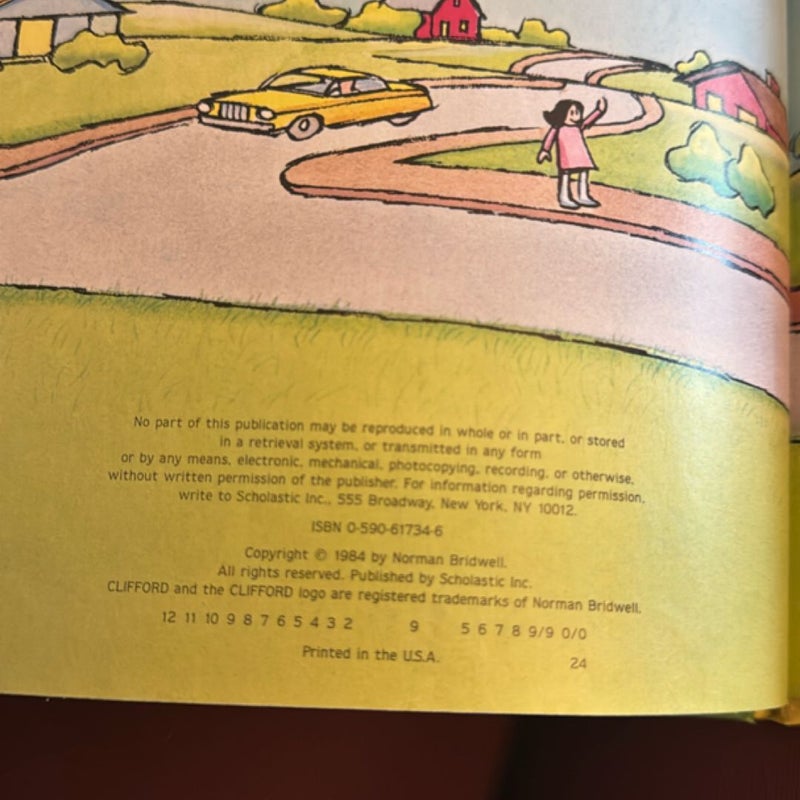 No part of this publication may be reproduced in whole or in part, or stored
in a retrieval system, or transmitted in any form
or by any means, electronic, mechanical, photocopying, recording, or otherwise,
without written permission of the publisher. For information regarding permission,
write to Scholastic Inc., 555 Broadway, New York, NY 10012.
ISBN 0-590-61734-6
Copyright © 1984 by Norman Bridwell.
All rights reserved. Published by Scholastic Inc.
CLIFFORD and the CLIFFORD logo are registered trademarks of Norman Bridwell.
12 11 10 9 8 7 6 5 4 3 2 9 5 6 7 8 9/9 0/0
Printed in the U.S.A. 24